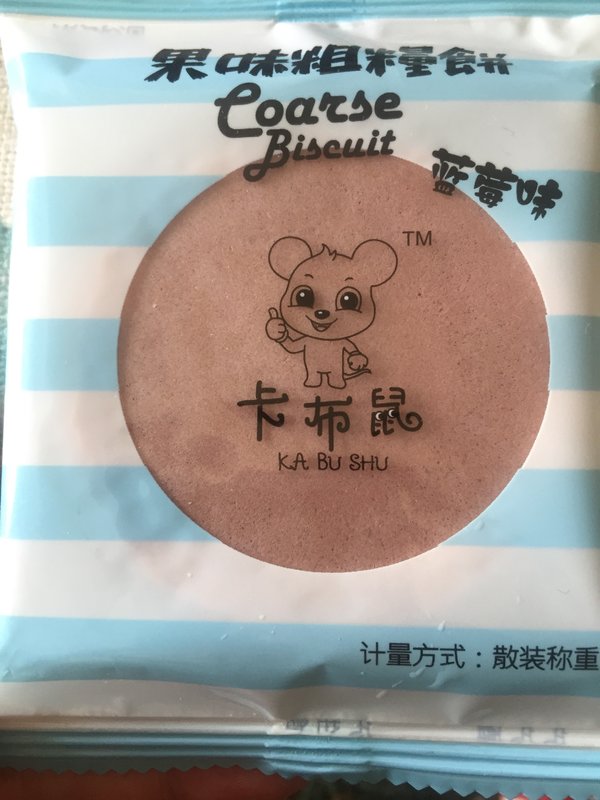 果味粗糧餅
Coarse
Biscuit
蓝莓味
TM
卡布鼠
KA BU SHU
计量方式：散装称重